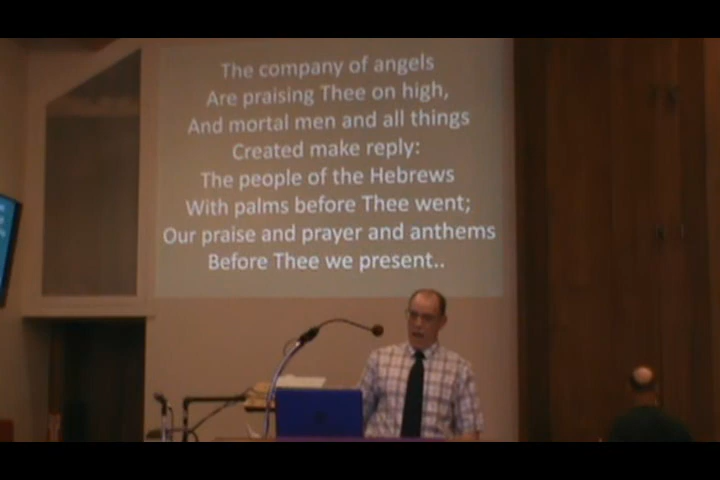 The company of angels
Are praising Thee on high,
And mortal men and all things
Created make reply:
The people of the Hebrews
With palms before Thee went;
Our praise and prayer and anthems
Before Thee we present..